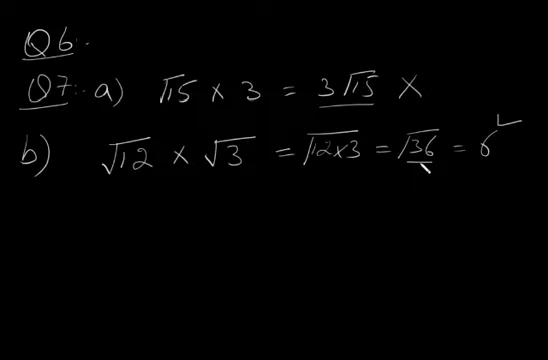 Q6:-
Q7:- a) √15 × 3 = 3√15 ×
b) √12 × √3 = √12×3 = √36 = 6 ✓